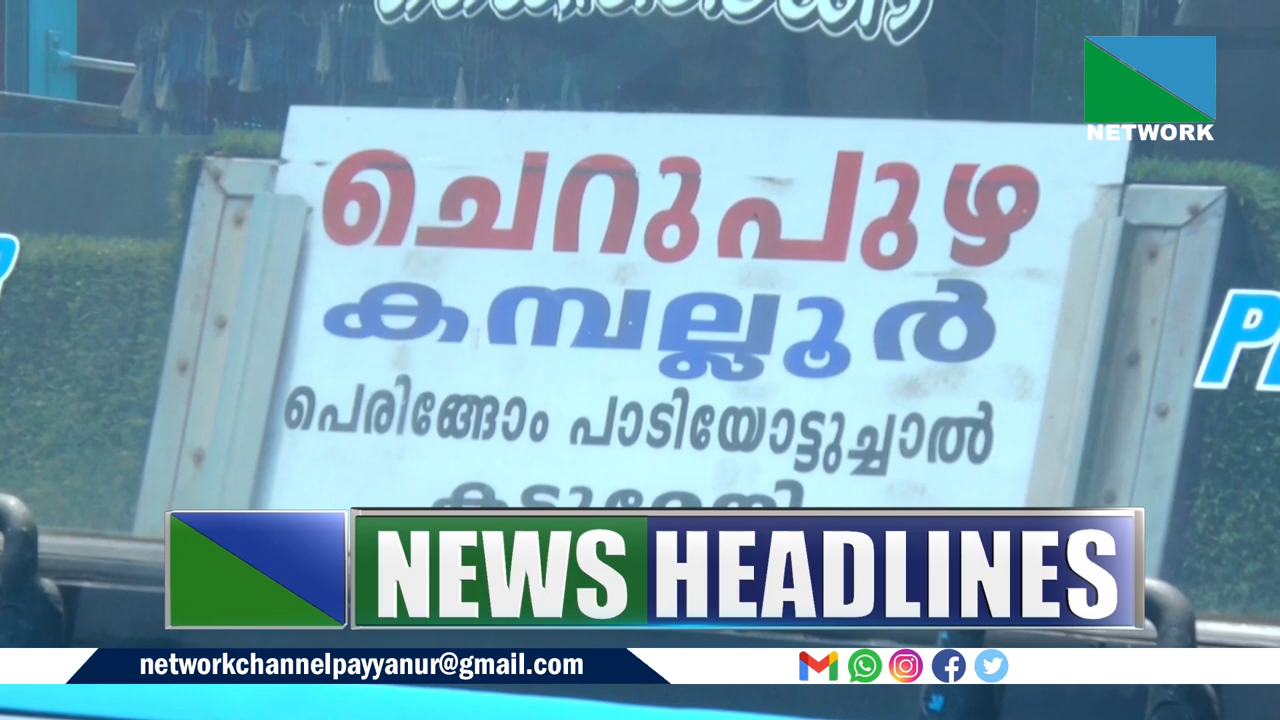 NETWORK
ചെറുപുഴ
കമ്പല്ലൂർ
പെരിങ്ങോം പാടിയോട്ടുച്ചാൽ
NEWS HEADLINES
networkchannelpayyanur@gmail.com